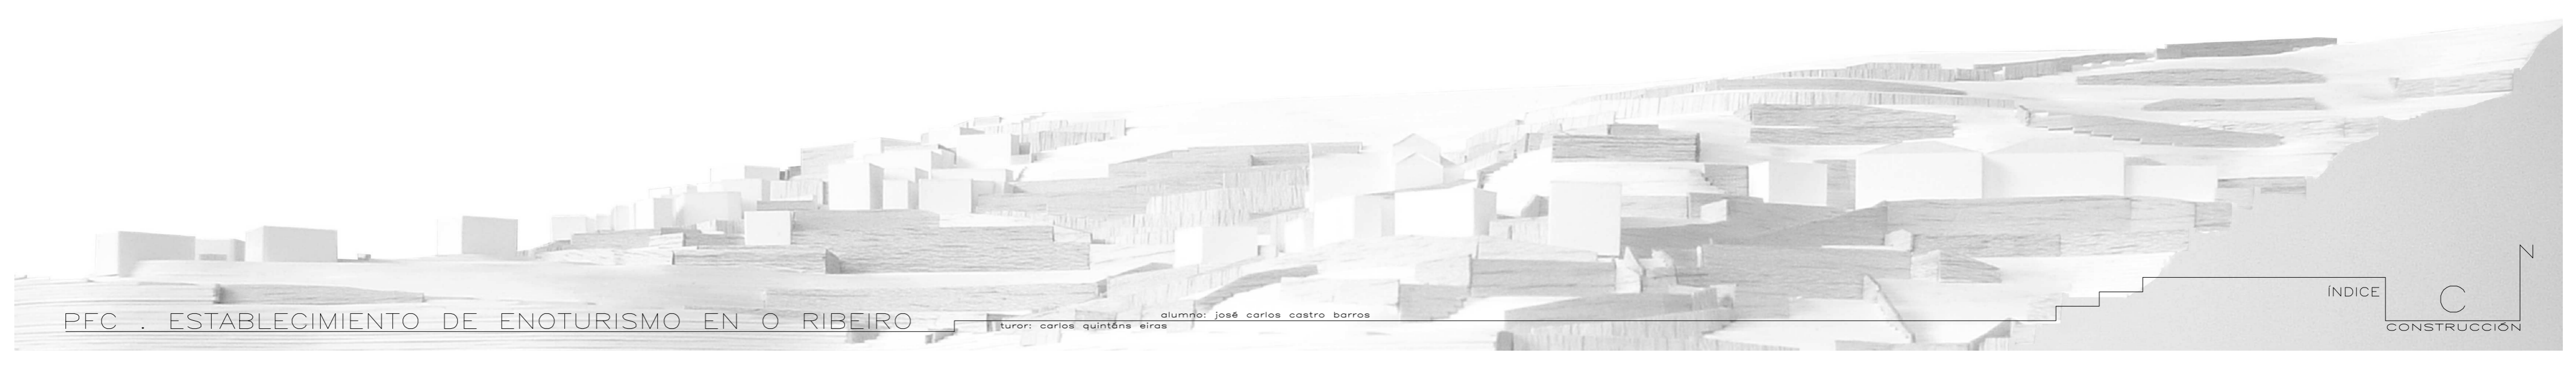 PFC . ESTABLECIMIENTO DE ENOTURISMO EN O RIBEIRO
alumno: josé carlos castro barros
turor: carlos quintáns eiras
ÍNDICE
C
CONSTRUCCIÓN
N